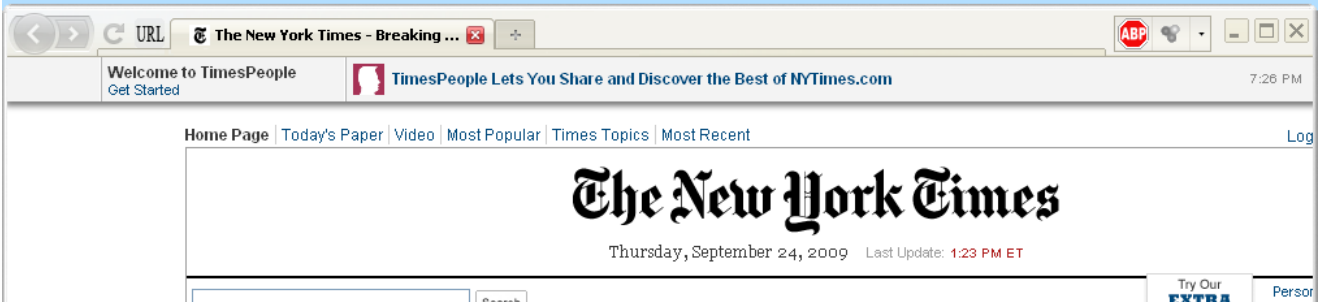 URL The New York Times - Breaking ... ABP
Welcome to TimesPeople
Get Started
TimesPeople Lets You Share and Discover the Best of NYTimes.com
7:26 PM
Home Page Today's Paper Video Most Popular Times Topics Most Recent
Log
The New York Times
Thursday, September 24, 2009 Last Update: 1:23 PM ET
Search
Try Our
EXTRA
Person